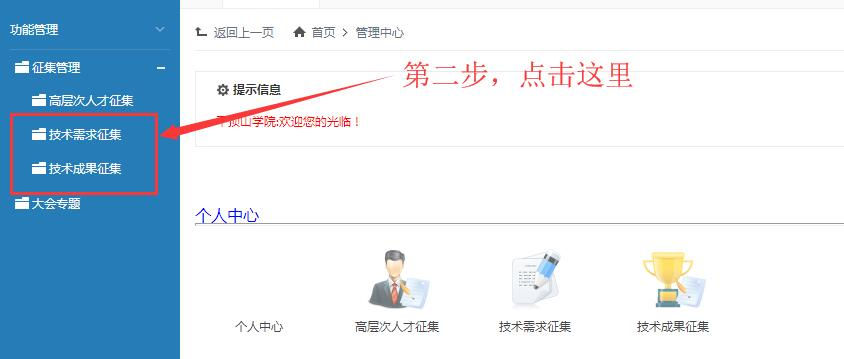 功能管理
征集管理
高层次人才征集
技术需求征集
技术成果征集
大会专题
返回上一页 首页 管理中心
第二步，点击这里
提示信息
平顶山学院:欢迎您的光临！
个人中心
个人中心 高层次人才征集 技术需求征集 技术成果征集